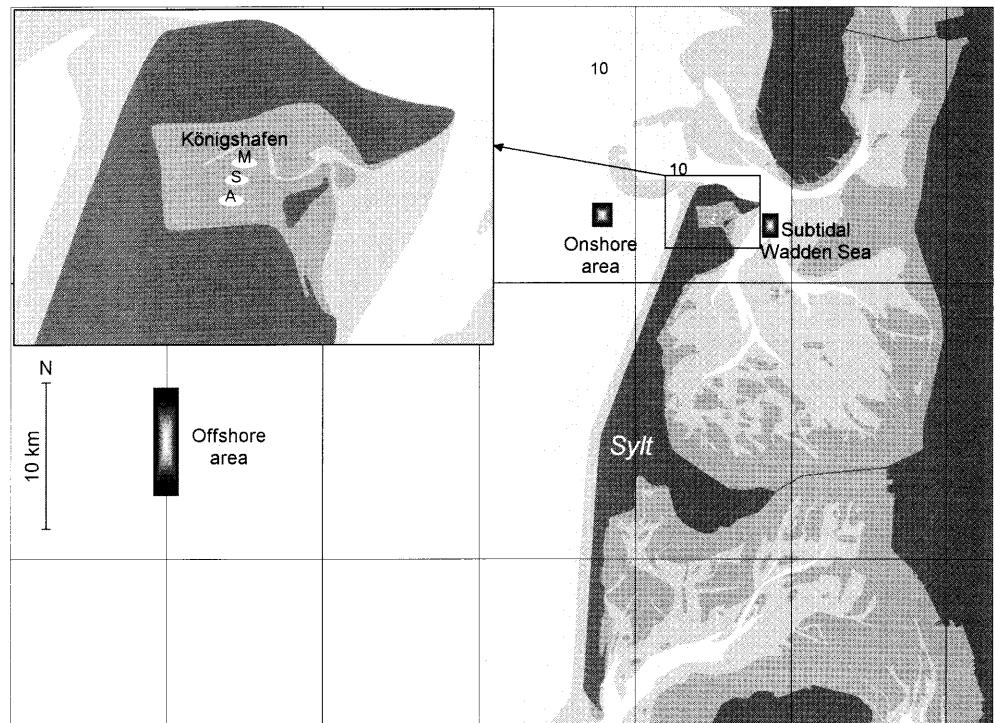 Königshafen
M
S
A
10
10
Onshore
area
Subtidal
Wadden Sea
N
10 km
Offshore
area
Sylt